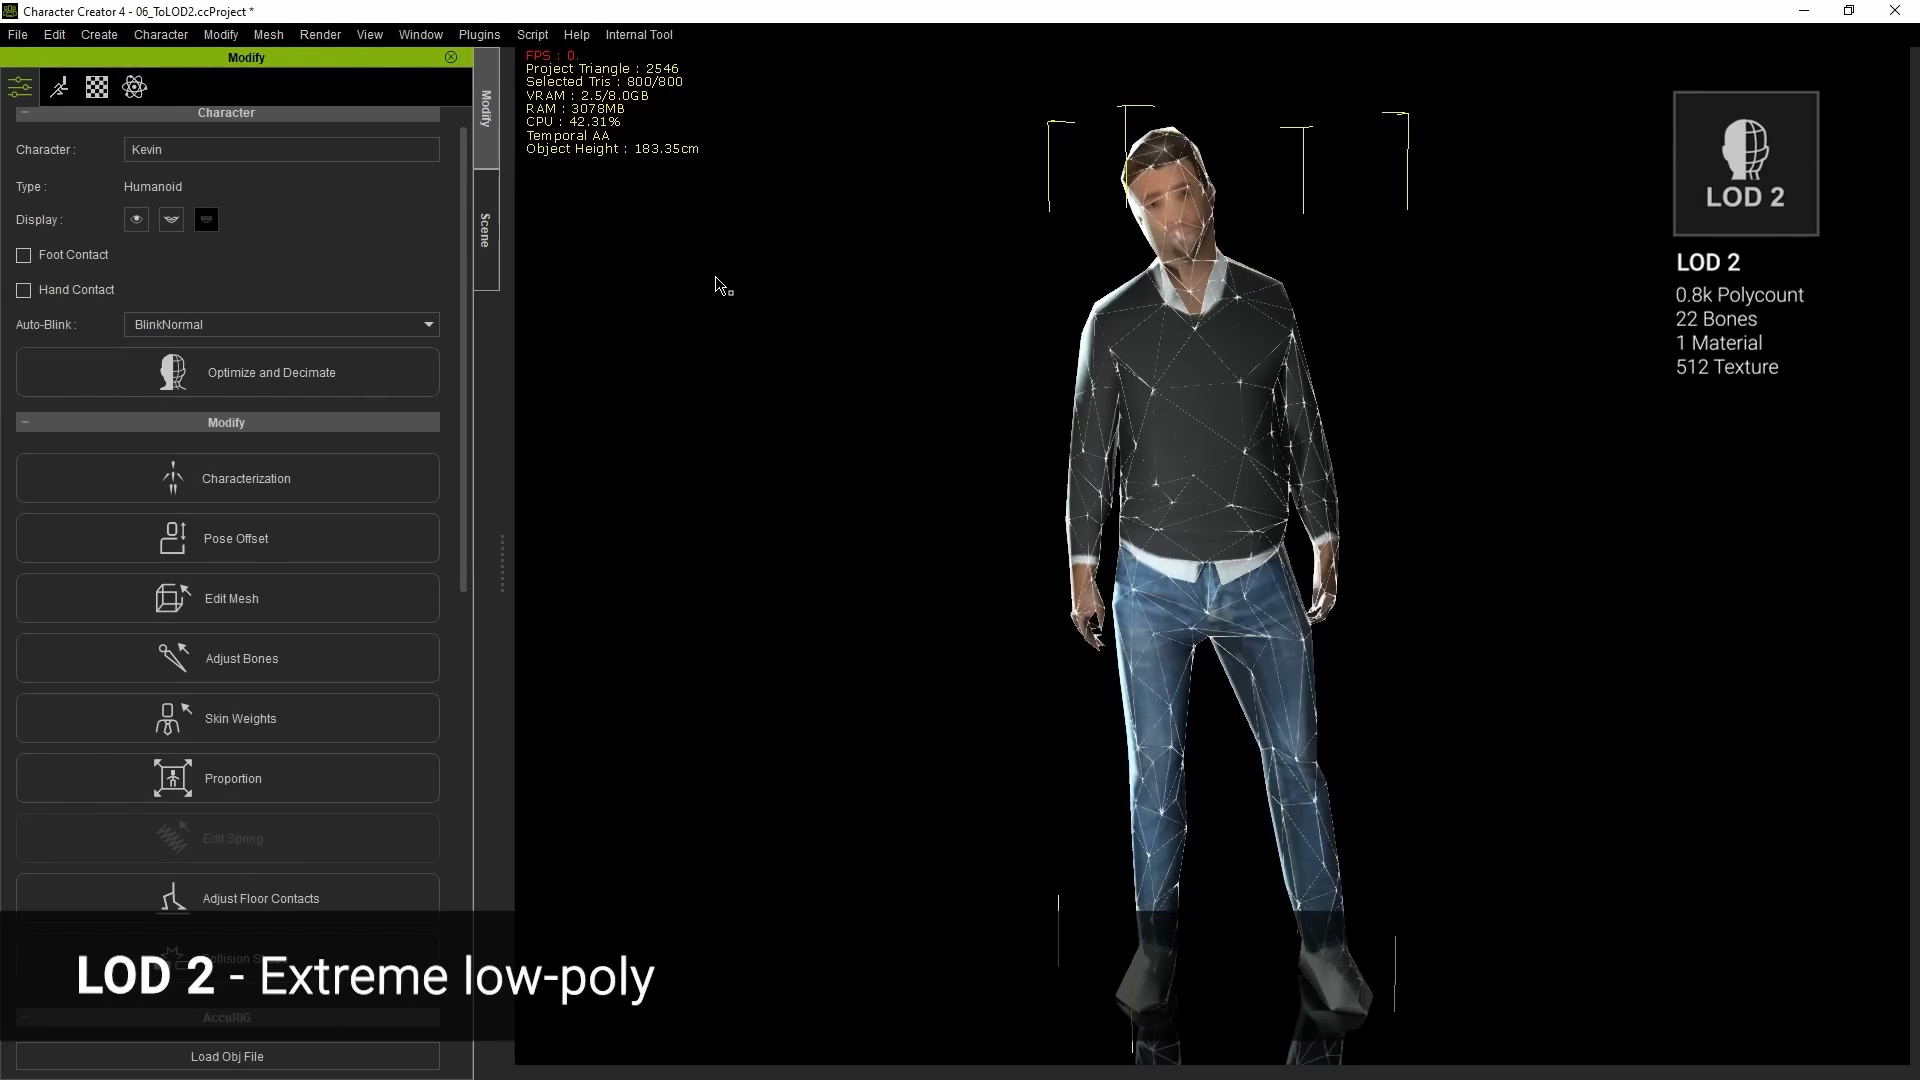 Character Creator 4 - 06_ToLOD2.ccProject *
File Edit Create Character Modify Mesh Render View Window Plugins Script Help Internal Tool
Modify
Character
Character : Kevin
Type : Humanoid
Display :
Foot Contact
Hand Contact
Auto-Blink : BlinkNormal
Optimize and Decimate
Modify
Characterization
Pose Offset
Edit Mesh
Adjust Bones
Skin Weights
Proportion
Edit Spring
Adjust Floor Contacts
AccuRIG
Load Obj File
Modify
Scene
FPS : 0.
Project Triangle : 2546
Selected Tris : 800/800
VRAM : 2.5/8.0GB
RAM : 3078MB
CPU : 42.31%
Temporal AA
Object Height : 183.35cm
LOD 2
LOD 2
0.8k Polycount
22 Bones
1 Material
512 Texture
LOD 2 - Extreme low-poly